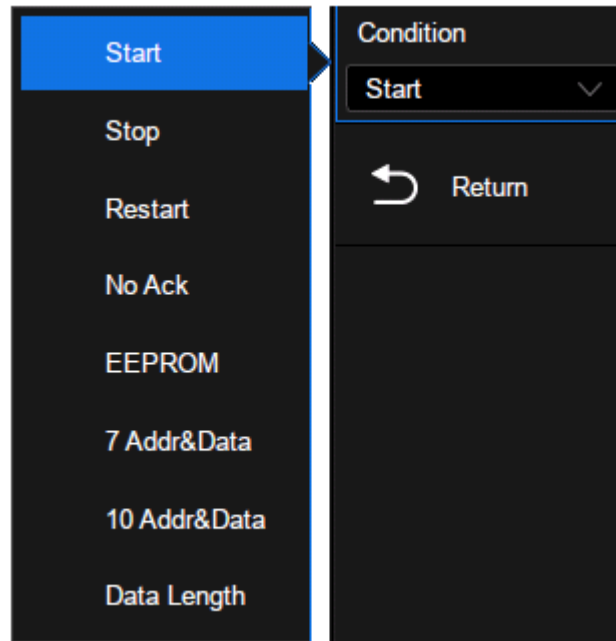 Start
Stop
Restart
No Ack
EEPROM
7 Addr&Data
10 Addr&Data
Data Length
Condition
Start
Return